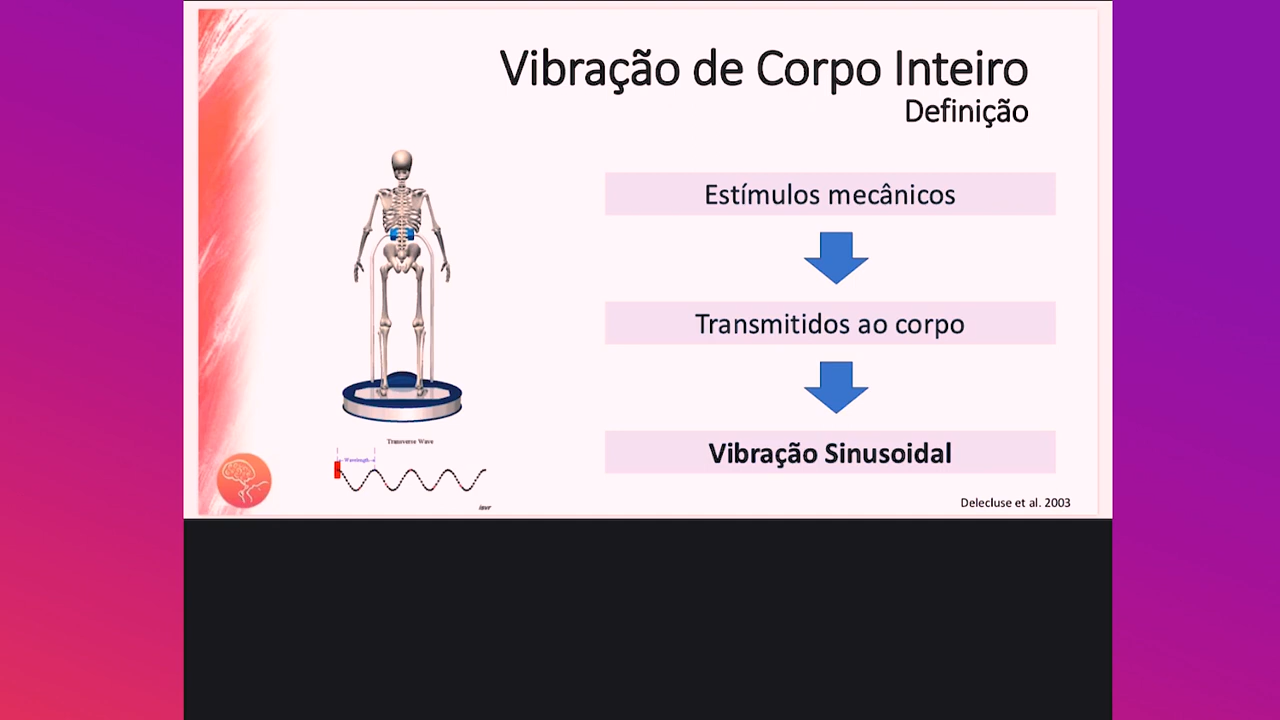 Vibração de Corpo Inteiro
Definição
Estímulos mecânicos
Transmitidos ao corpo
Vibração Sinusoidal
Transverse Wave
Wavelength
Delecluse et al. 2003